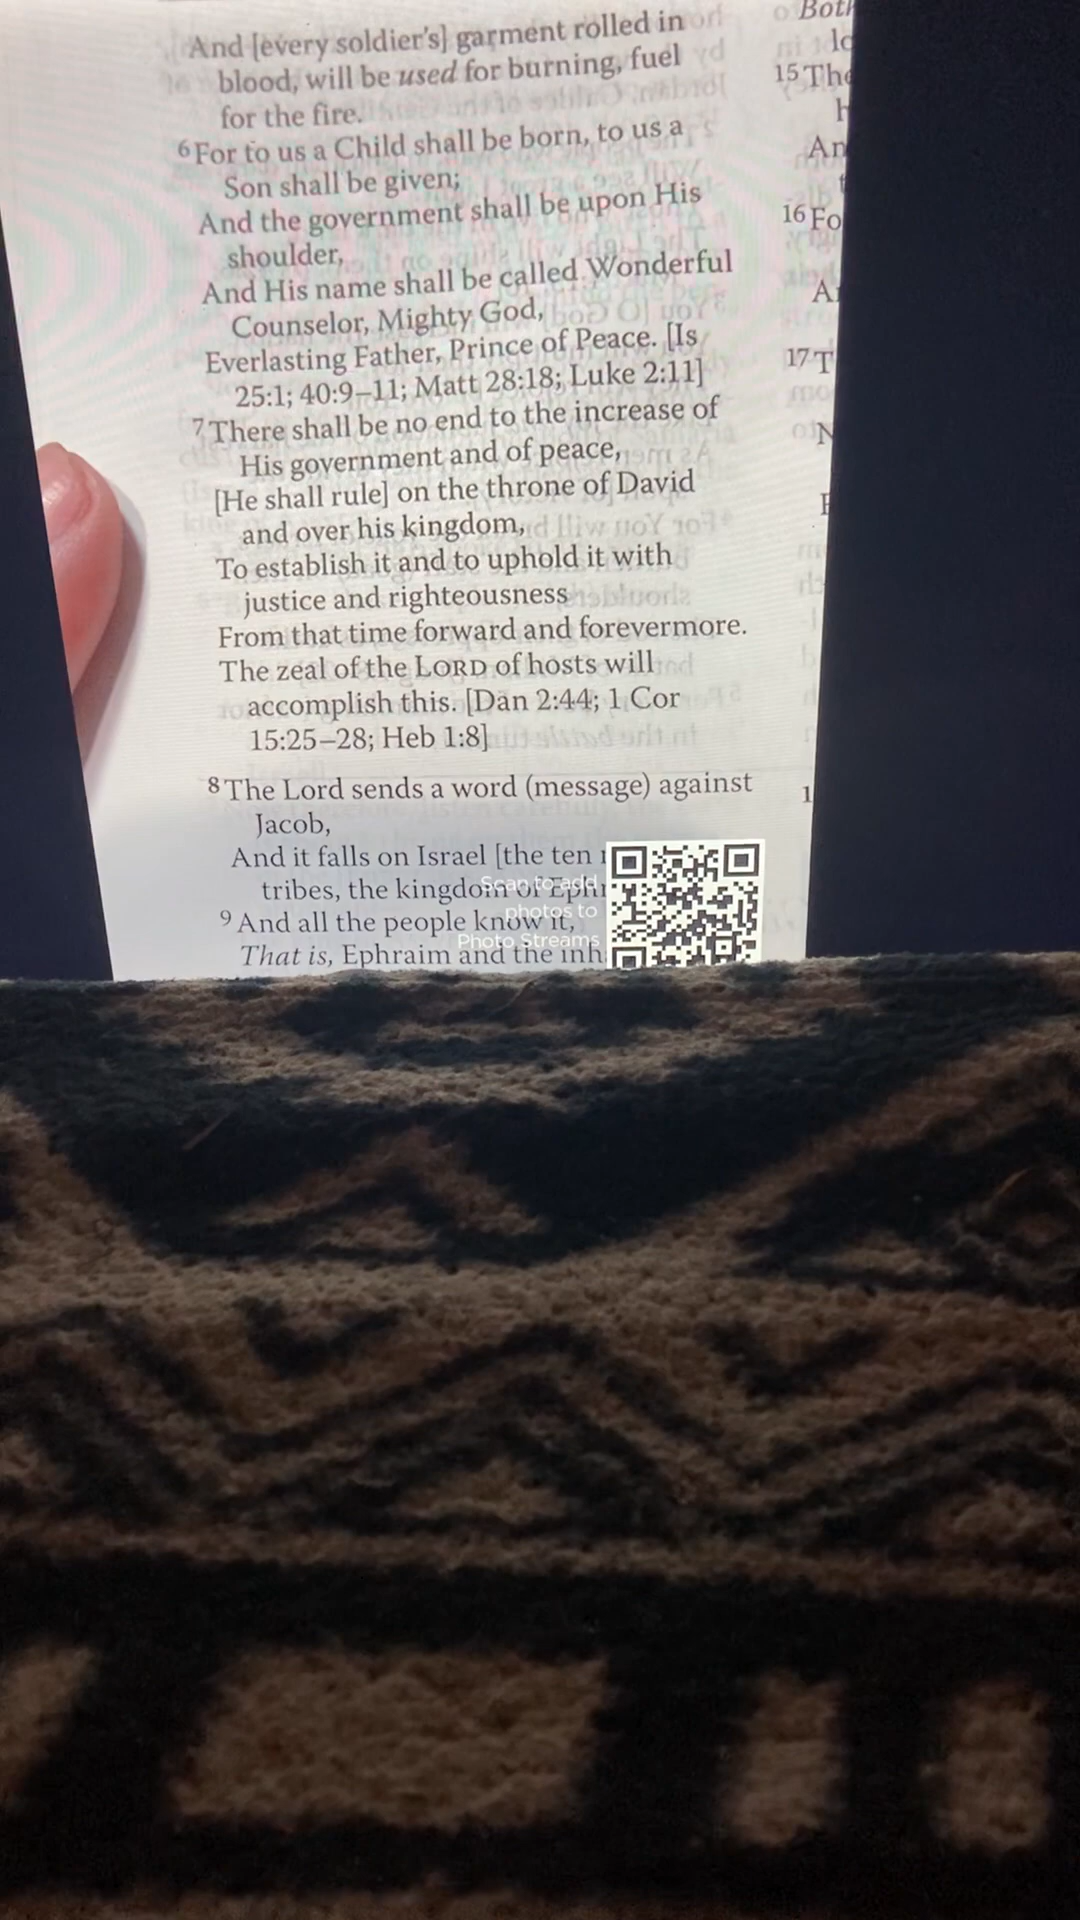 And [every soldier's] garment rolled in
blood, will be used for burning, fuel
for the fire.
6 For to us a Child shall be born, to us a
Son shall be given;
And the government shall be upon His
shoulder,
And His name shall be called Wonderful
Counselor, Mighty God,
Everlasting Father, Prince of Peace. [Is
25:1; 40:9–11; Matt 28:18; Luke 2:11]
7 There shall be no end to the increase of
His government and of peace,
[He shall rule] on the throne of David
and over his kingdom,
To establish it and to uphold it with
justice and righteousness
From that time forward and forevermore.
The zeal of the LORD of hosts will
accomplish this. [Dan 2:44; 1 Cor
15:25–28; Heb 1:8]
8 The Lord sends a word (message) against
Jacob,
And it falls on Israel [the ten
tribes, the kingdom of
9 And all the people know it,
That is, Ephraim and the
Scan to add
photos to
Photo Streams
15
16
17